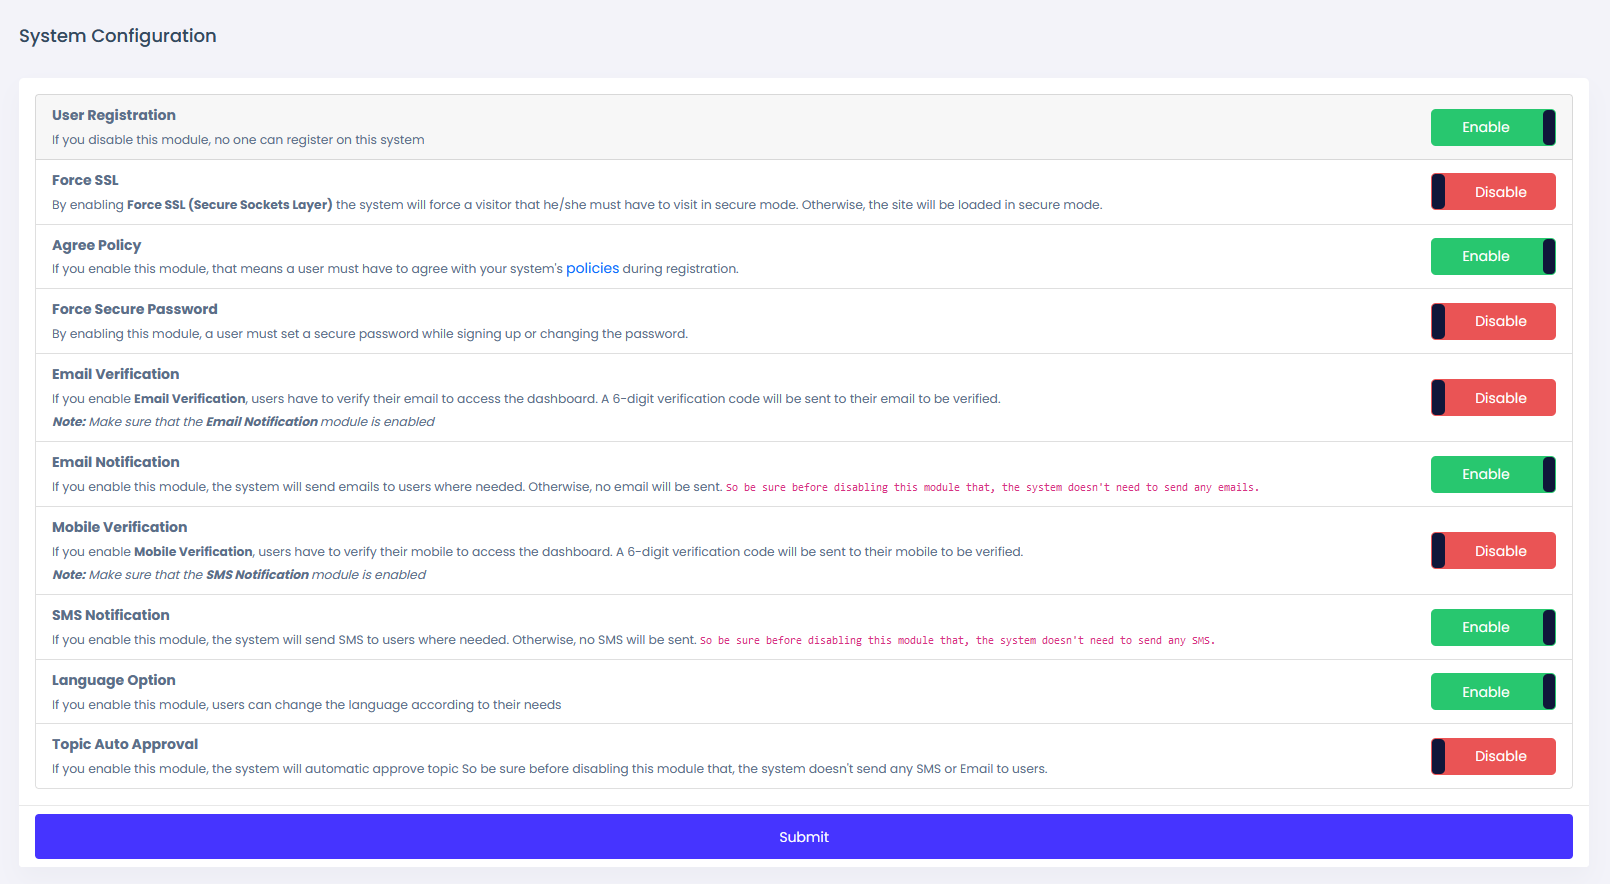 System Configuration
User Registration
If you disable this module, no one can register on this system
Enable
Force SSL
By enabling Force SSL (Secure Sockets Layer) the system will force a visitor that he/she must have to visit in secure mode. Otherwise, the site will be loaded in secure mode.
Disable
Agree Policy
If you enable this module, that means a user must have to agree with your system's policies during registration.
Enable
Force Secure Password
By enabling this module, a user must set a secure password while signing up or changing the password.
Disable
Email Verification
If you enable Email Verification, users have to verify their email to access the dashboard. A 6-digit verification code will be sent to their email to be verified.
Note: Make sure that the Email Notification module is enabled
Disable
Email Notification
If you enable this module, the system will send emails to users where needed. Otherwise, no email will be sent. So be sure before disabling this module that, the system doesn't need to send any emails.
Enable
Mobile Verification
If you enable Mobile Verification, users have to verify their mobile to access the dashboard. A 6-digit verification code will be sent to their mobile to be verified.
Note: Make sure that the SMS Notification module is enabled
Disable
SMS Notification
If you enable this module, the system will send SMS to users where needed. Otherwise, no SMS will be sent. So be sure before disabling this module that, the system doesn't need to send any SMS.
Enable
Language Option
If you enable this module, users can change the language according to their needs
Enable
Topic Auto Approval
If you enable this module, the system will automatic approve topic So be sure before disabling this module that, the system doesn't send any SMS or Email to users.
Disable
Submit